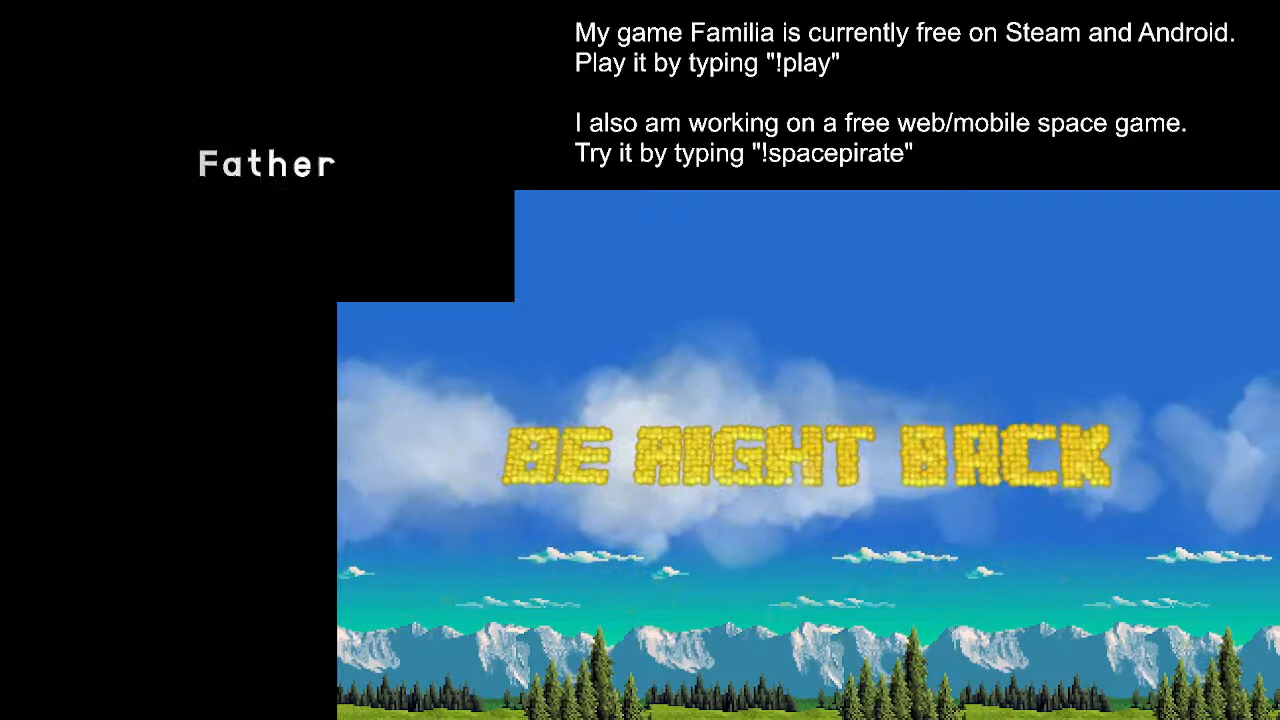 My game Familia is currently free on Steam and Android.
Play it by typing "!play"
I also am working on a free web/mobile space game.
Try it by typing "!spacepirate"
Father
BE RIGHT BACK